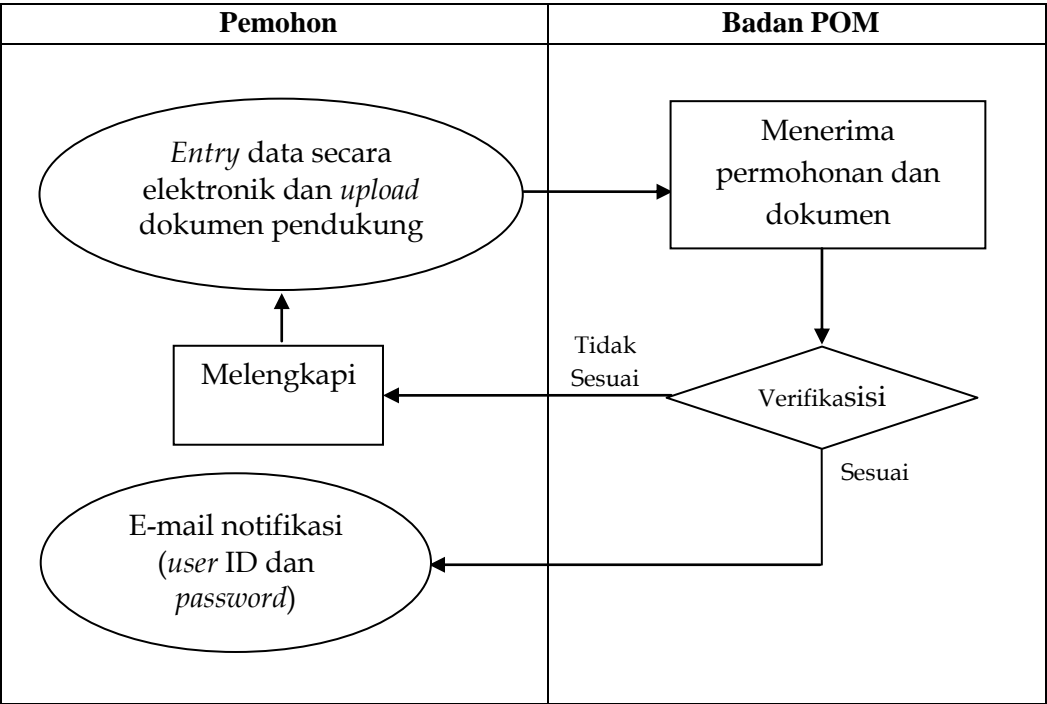 Pemohon
Badan POM
Entry data secara
elektronik dan upload
dokumen pendukung
Menerima
permohonan dan
dokumen
Melengkapi
Tidak
Sesuai
Verifikasisi
Sesuai
E-mail notifikasi
(user ID dan
password)